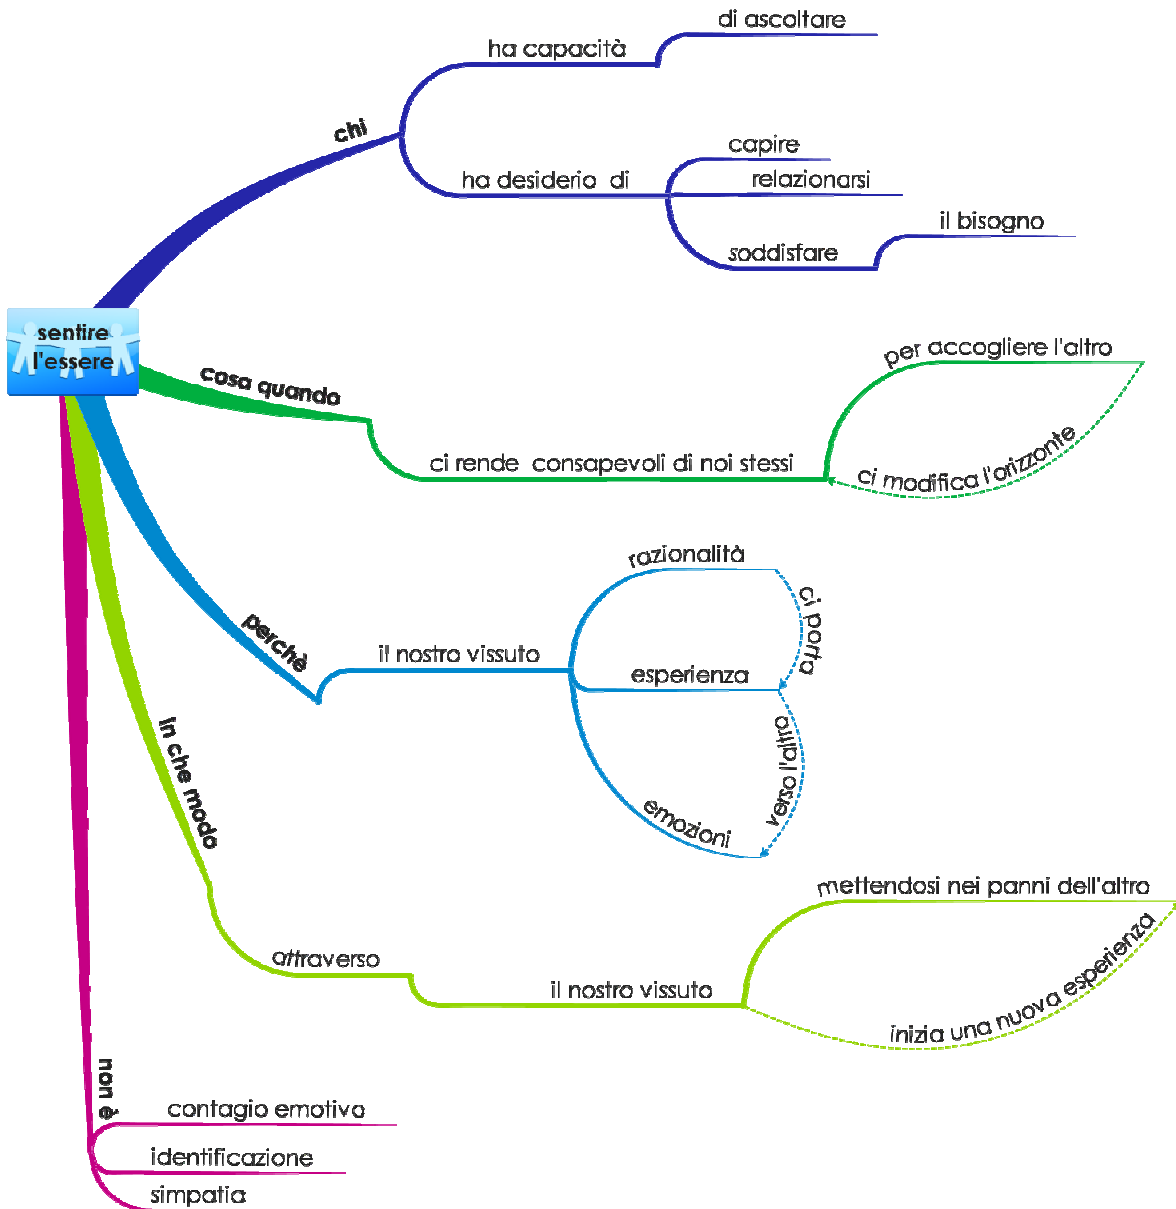 di ascoltare
ha capacità
chi
capire
ha desiderio di
relazionarsi
il bisogno
soddisfare
sentire
l'essere
cosa quando
per accogliere l'altro
ci rende consapevoli di noi stessi
ci modifica l'orizzonte
perchè
il nostro vissuto
razionalità
ci porta
esperienza
verso l'altro
emozioni
in che modo
attraverso
il nostro vissuto
mettendosi nei panni dell'altro
inizia una nuova esperienza
non è
contagio emotivo
identificazione
simpatia